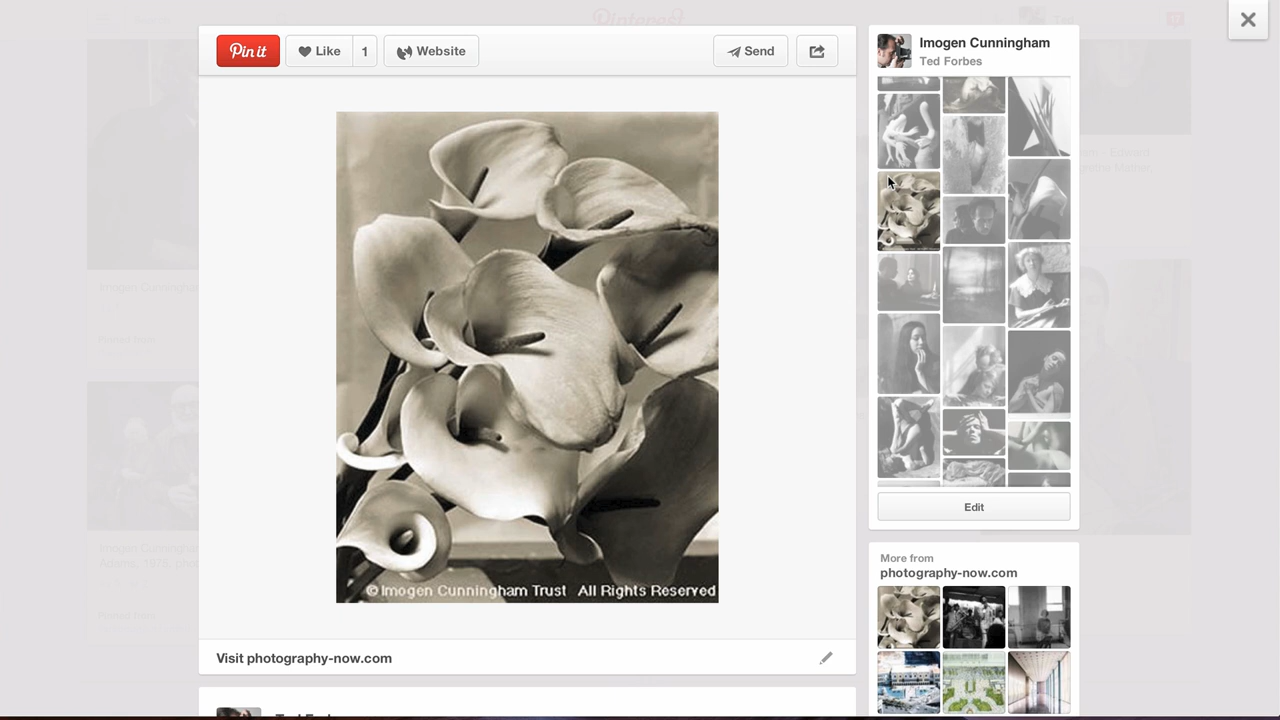 Pinterest
Pin it
Like
1
Website
Send
Imogen Cunningham
Ted Forbes
©Imogen Cunningham Trust All Rights Reserved
Edit
More from
photography-now.com
Visit photography-now.com